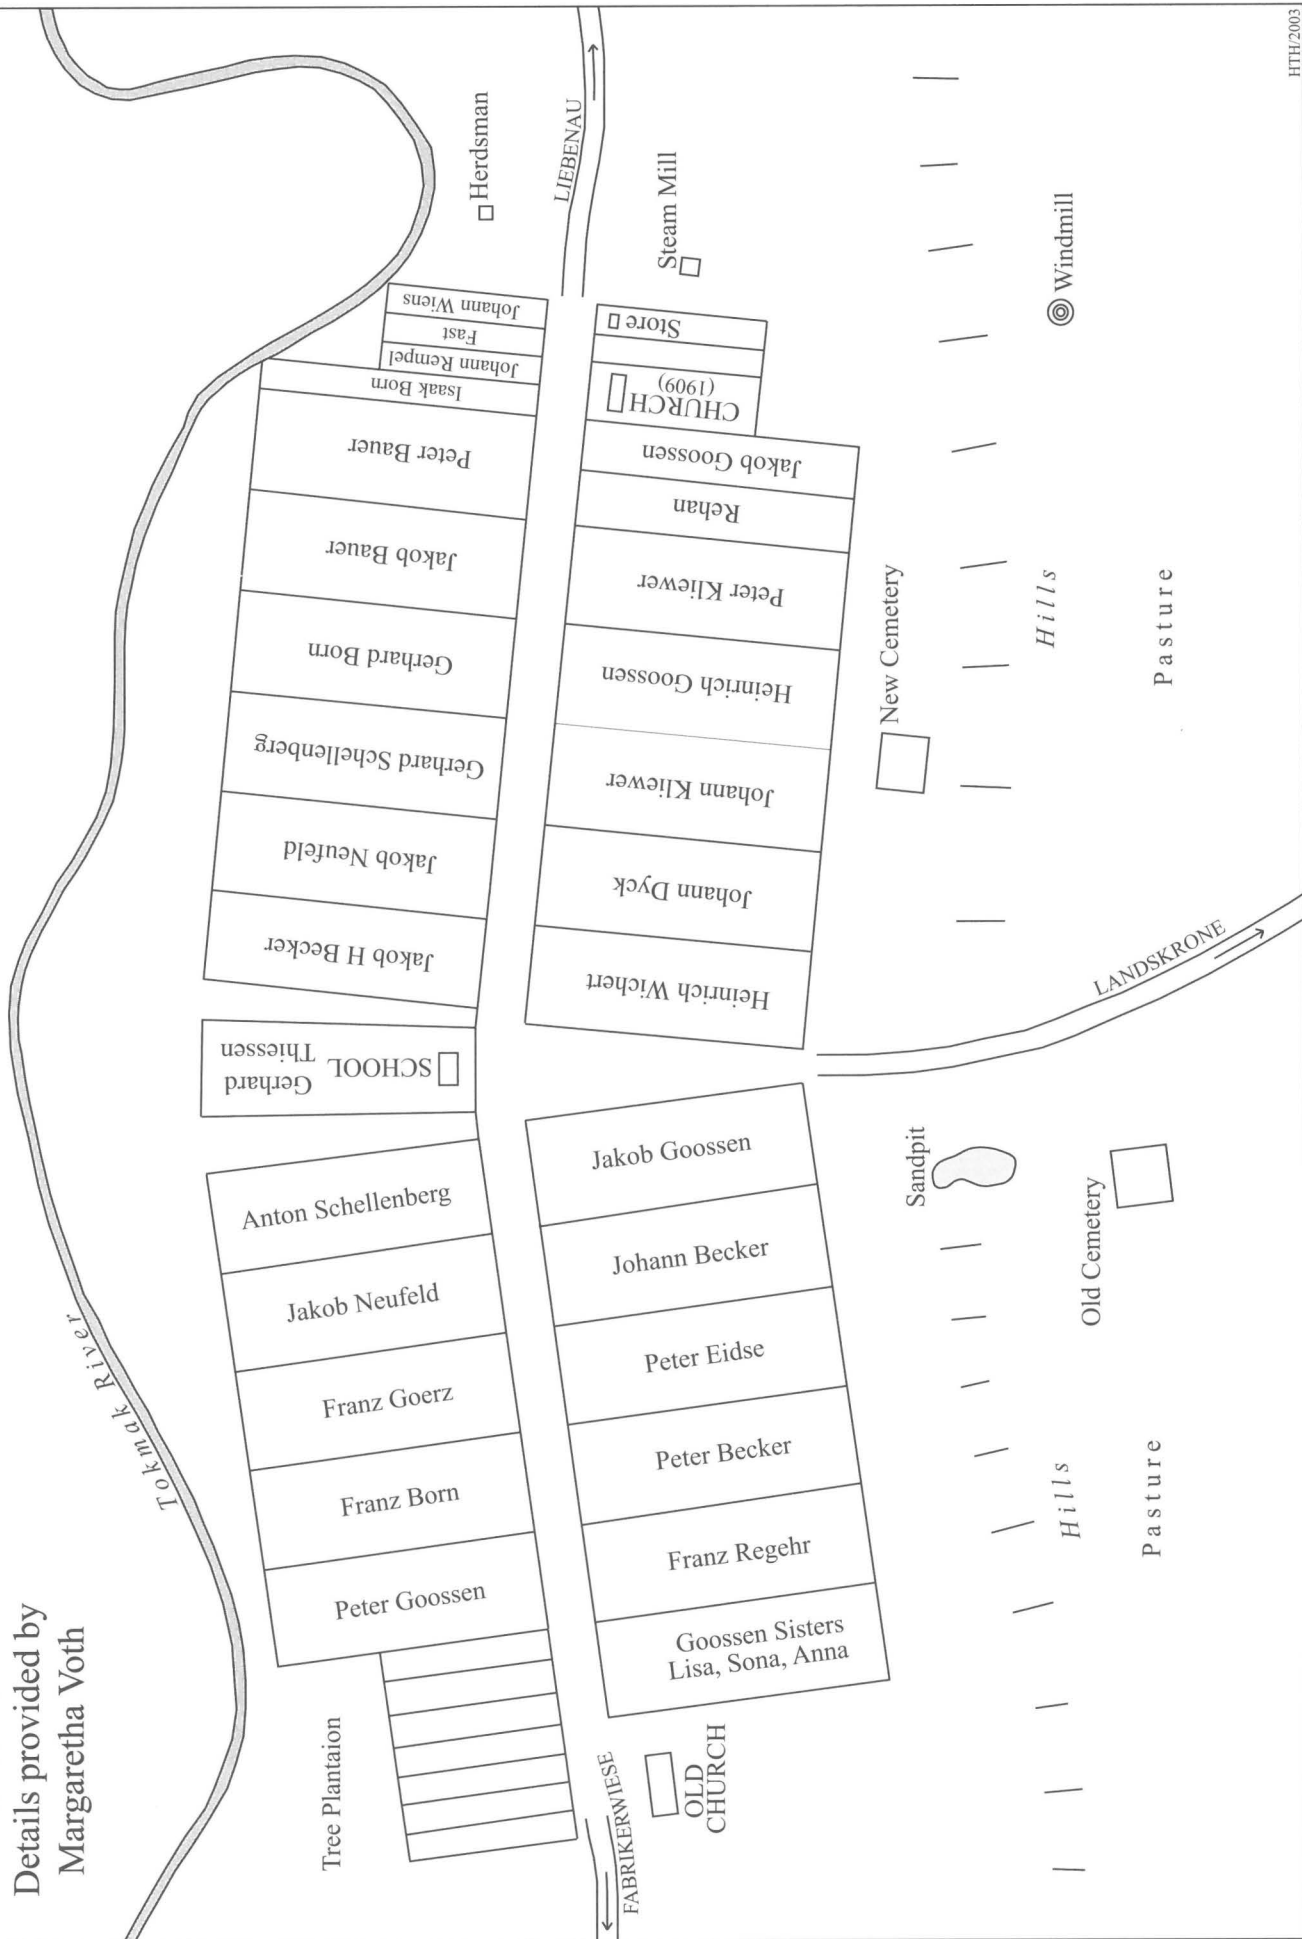 Details provided by
Margaretha Voth
HTH/2003
Tokmak River
Herdsman
LIEBENAU
Steam Mill
Windmill
Johann Wiens
Fast
Johann Rempel
Isaak Born
Peter Bauer
Jakob Bauer
Gerhard Born
Gerhard Schellenberg
Jakob Neufeld
Jakob H Becker
Gerhard
Thiessen
SCHOOL
Anton Schellenberg
Jakob Neufeld
Franz Goerz
Franz Born
Peter Goossen
Tree Plantaion
Store
CHURCH
(1909)
Jakob Goossen
Rehan
Peter Kliewer
Heinrich Goossen
Johann Kliewer
Johann Dyck
Heinrich Wichert
Jakob Goossen
Johann Becker
Peter Eidse
Peter Becker
Franz Regehr
Goossen Sisters
Lisa, Sona, Anna
OLD
CHURCH
FABRIKERWIESE
New Cemetery
Hills
Pasture
LANDSKRONE
Sandpit
Old Cemetery
Hills
Pasture